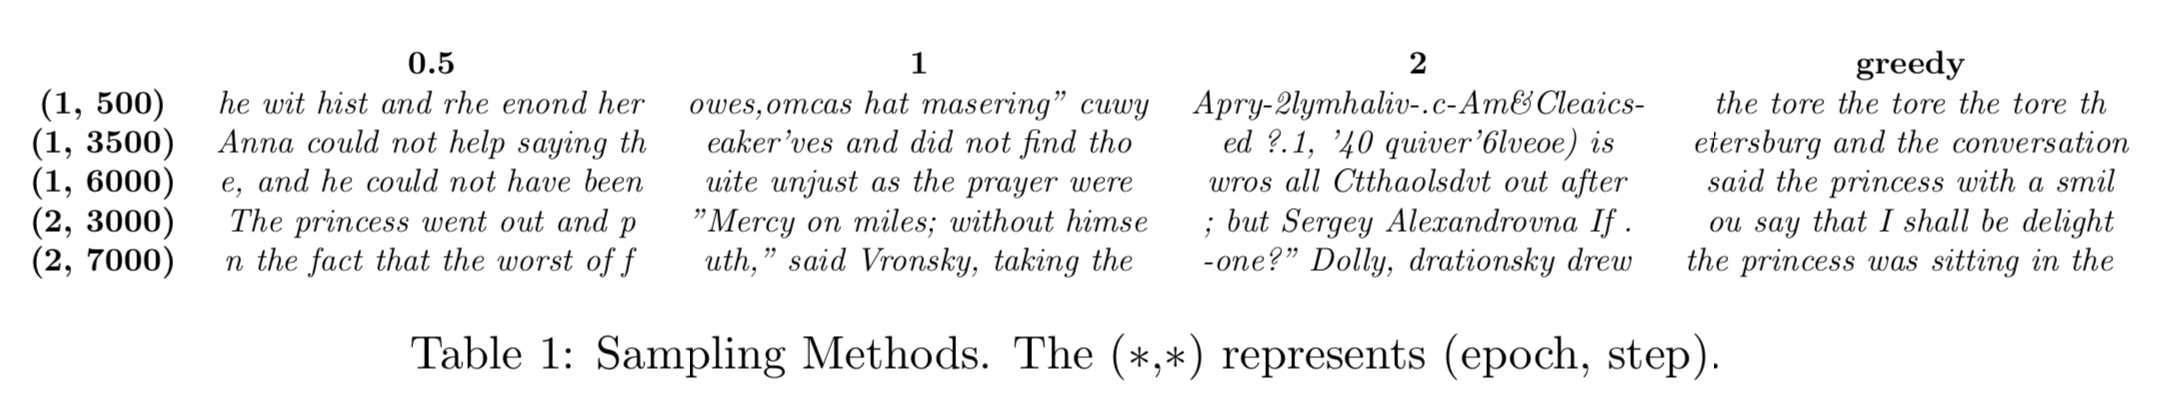 0.5 1 2 greedy
(1, 500) he wit hist and rhe enond her owes,omcas hat masering” cuwy Apry-2lymhaliv-.c-Am&Cleaics- the tore the tore the tore th
(1, 3500) Anna could not help saying th eaker’ves and did not find tho ed ?.1, ’40 quiver’6lveoe) is etersburg and the conversation
(1, 6000) e, and he could not have been uite unjust as the prayer were wros all Ctthaolsdvt out after said the princess with a smil
(2, 3000) The princess went out and p ”Mercy on miles; without himse ; but Sergey Alexandrovna If . ou say that I shall be delight
(2, 7000) n the fact that the worst of f uth,” said Vronsky, taking the -one?” Dolly, drationsky drew the princess was sitting in the
Table 1: Sampling Methods. The (*,*) represents (epoch, step).